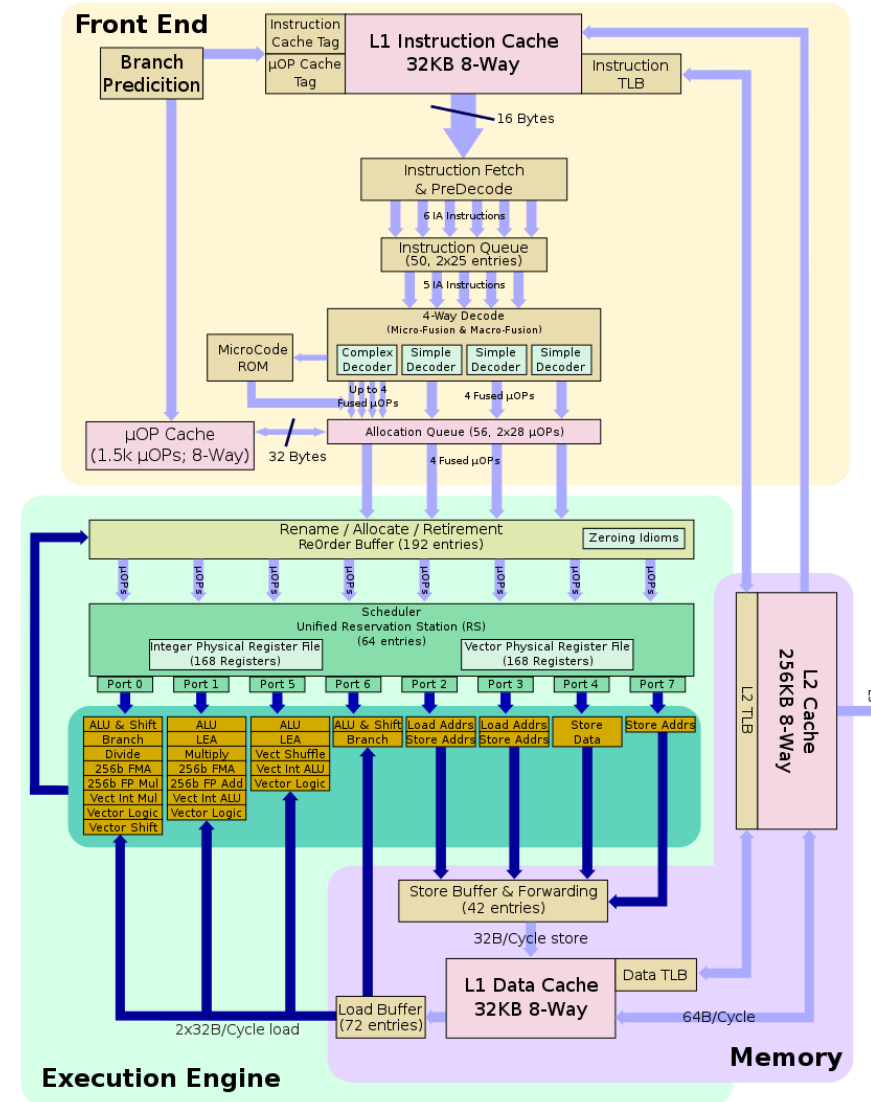 Front End
Instruction
Cache Tag
µOP Cache
Tag
L1 Instruction Cache
32KB 8-Way
Instruction
TLB
Branch
Predicition
16 Bytes
Instruction Fetch
& PreDecode
6 IA Instructions
Instruction Queue
(50, 2x25 entries)
5 IA Instructions
4-Way Decode
(Micro-Fusion & Macro-Fusion)
Complex
Decoder
Simple
Decoder
Simple
Decoder
Simple
Decoder
MicroCode
ROM
Up to 4
Fused µOPs
4 Fused µOPs
µOP Cache
(1.5k µOPs; 8-Way)
32 Bytes
Allocation Queue (56, 2x28 µOPs)
4 Fused µOPs
Rename / Allocate / Retirement
ReOrder Buffer (192 entries)
Zeroing Idioms
µOPs
µOPs
µOPs
µOPs
µOPs
µOPs
µOPs
µOPs
Scheduler
Unified Reservation Station (RS)
(64 entries)
Integer Physical Register File
(168 Registers)
Vector Physical Register File
(168 Registers)
Port 0
Port 1
Port 5
Port 6
Port 2
Port 3
Port 4
Port 7
ALU & Shift
Branch
Divide
256b FMA
256b FP Mul
Vect Int Mul
Vector Logic
Vector Shift
ALU
LEA
Multiply
256b FMA
256b FP Add
Vect Int ALU
Vector Logic
ALU
LEA
Vect Shuffle
Vect Int ALU
Vector Logic
ALU & Shift
Branch
Load Addrs
Store Addrs
Load Addrs
Store Addrs
Store
Data
Store Addrs
L2 TLB
L2 Cache
256KB 8-Way
Store Buffer & Forwarding
(42 entries)
32B/Cycle store
L1 Data Cache
32KB 8-Way
Data TLB
Load Buffer
(72 entries)
2x32B/Cycle load
64B/Cycle
Memory
Execution Engine